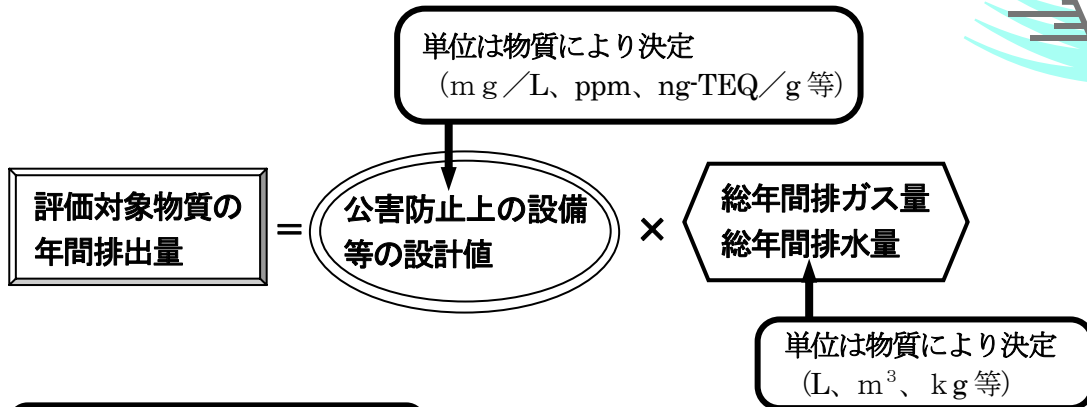 単位は物質により決定
（ｍｇ／L、ppm、ng-TEQ／g 等）
評価対象物質の
年間排出量
＝
公害防止上の設備
等の設計値
×
総年間排ガス量
総年間排水量
単位は物質により決定
（L、ｍ³、ｋｇ等）